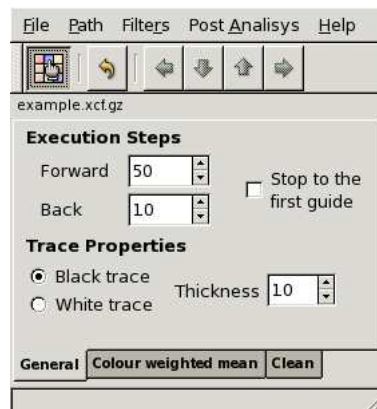 File Path Filters Post Analisys Help
example.xcf.gz
Execution Steps
Forward 50
Back 10
Stop to the
first guide
Trace Properties
Black trace
White trace
Thickness 10
General Colour weighted mean Clean